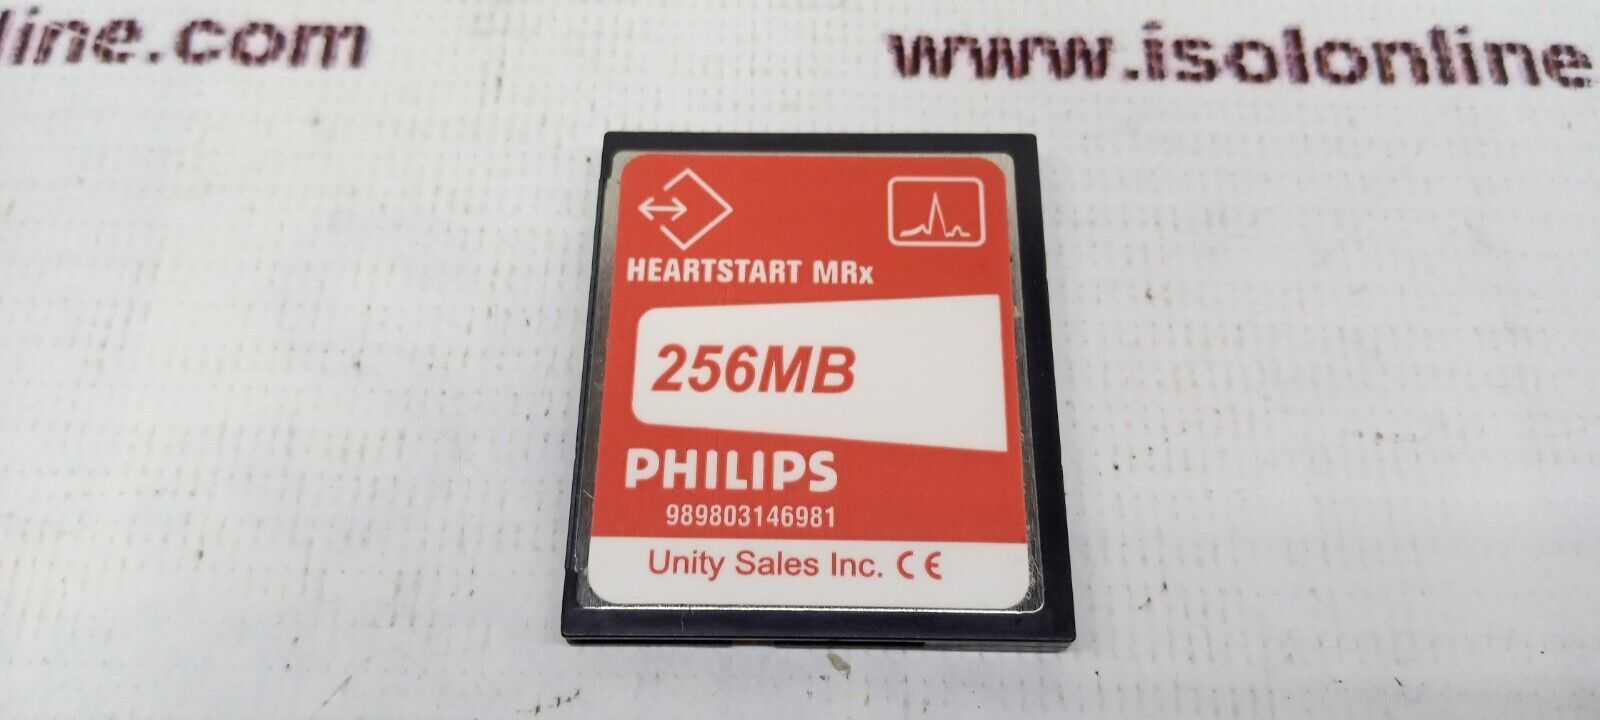 line.com
www.isolonline
HEARTSTART MRx
256MB
PHILIPS
989803146981
Unity Sales Inc. CE